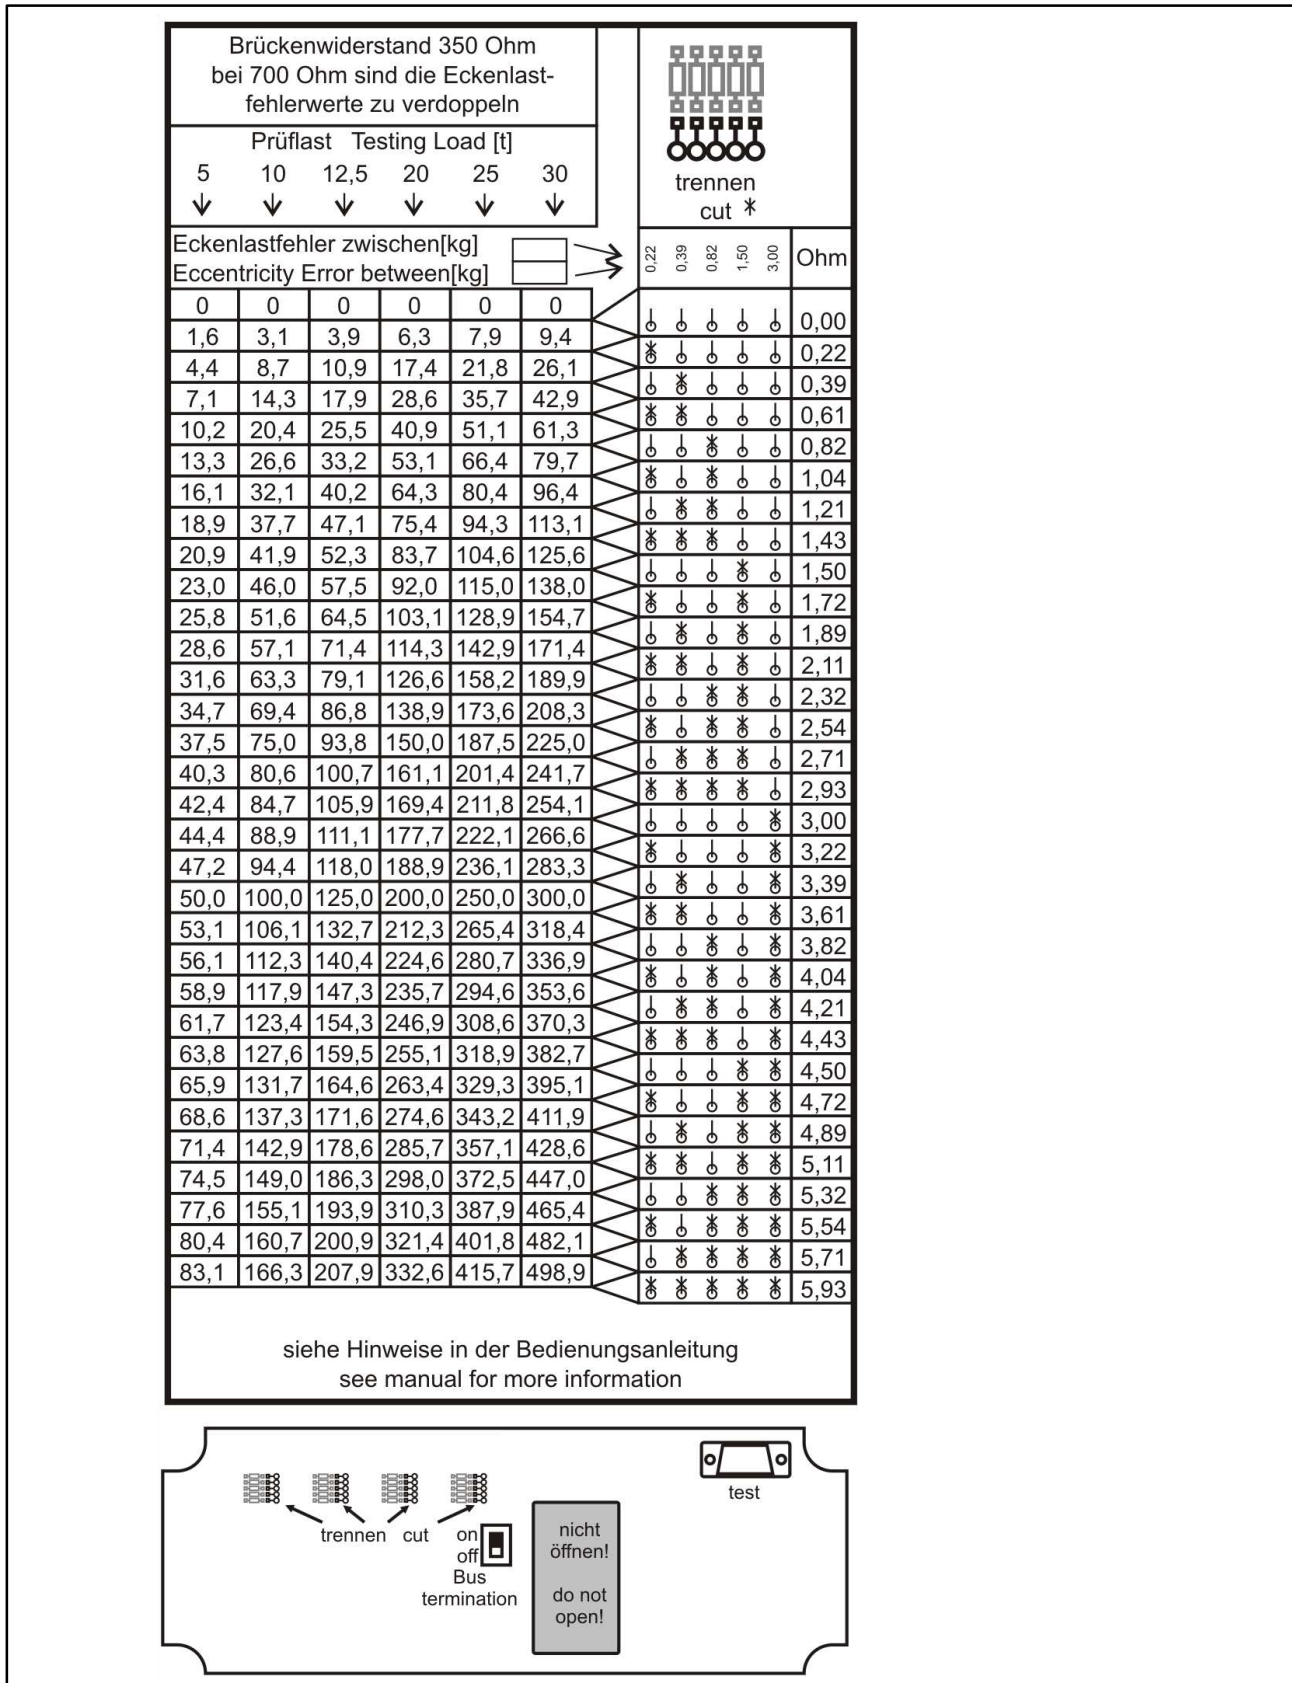 Brückenwiderstand 350 Ohm
bei 700 Ohm sind die Eckenlast-
fehlerwerte zu verdoppeln
Prüflast Testing Load [t]
5 10 12,5 20 25 30
trennen
cut
Eckenlastfehler zwischen[kg]
Eccentricity Error between[kg]
0,22 0,39 0,82 1,50 3,00 Ohm
0 0 0 0 0 0
0,00
1,6 3,1 3,9 6,3 7,9 9,4
0,22
4,4 8,7 10,9 17,4 21,8 26,1
0,39
7,1 14,3 17,9 28,6 35,7 42,9
0,61
10,2 20,4 25,5 40,9 51,1 61,3
0,82
13,3 26,6 33,2 53,1 66,4 79,7
1,04
16,1 32,1 40,2 64,3 80,4 96,4
1,21
18,9 37,7 47,1 75,4 94,3 113,1
1,43
20,9 41,9 52,3 83,7 104,6 125,6
1,50
23,0 46,0 57,5 92,0 115,0 138,0
1,72
25,8 51,6 64,5 103,1 128,9 154,7
1,89
28,6 57,1 71,4 114,3 142,9 171,4
2,11
31,6 63,3 79,1 126,6 158,2 189,9
2,32
34,7 69,4 86,8 138,9 173,6 208,3
2,54
37,5 75,0 93,8 150,0 187,5 225,0
2,71
40,3 80,6 100,7 161,1 201,4 241,7
2,93
42,4 84,7 105,9 169,4 211,8 254,1
3,00
44,4 88,9 111,1 177,7 222,1 266,6
3,22
47,2 94,4 118,0 188,9 236,1 283,3
3,39
50,0 100,0 125,0 200,0 250,0 300,0
3,61
53,1 106,1 132,7 212,3 265,4 318,4
3,82
56,1 112,3 140,4 224,6 280,7 336,9
4,04
58,9 117,9 147,3 235,7 294,6 353,6
4,21
61,7 123,4 154,3 246,9 308,6 370,3
4,43
63,8 127,6 159,5 255,1 318,9 382,7
4,50
65,9 131,7 164,6 263,4 329,3 395,1
4,72
68,6 137,3 171,6 274,6 343,2 411,9
4,89
71,4 142,9 178,6 285,7 357,1 428,6
5,11
74,5 149,0 186,3 298,0 372,5 447,0
5,32
77,6 155,1 193,9 310,3 387,9 465,4
5,54
80,4 160,7 200,9 321,4 401,8 482,1
5,71
83,1 166,3 207,9 332,6 415,7 498,9
5,93
siehe Hinweise in der Bedienungsanleitung
see manual for more information
test
trennen cut
on
off
Bus
termination
nicht
öffnen!
do not
open!